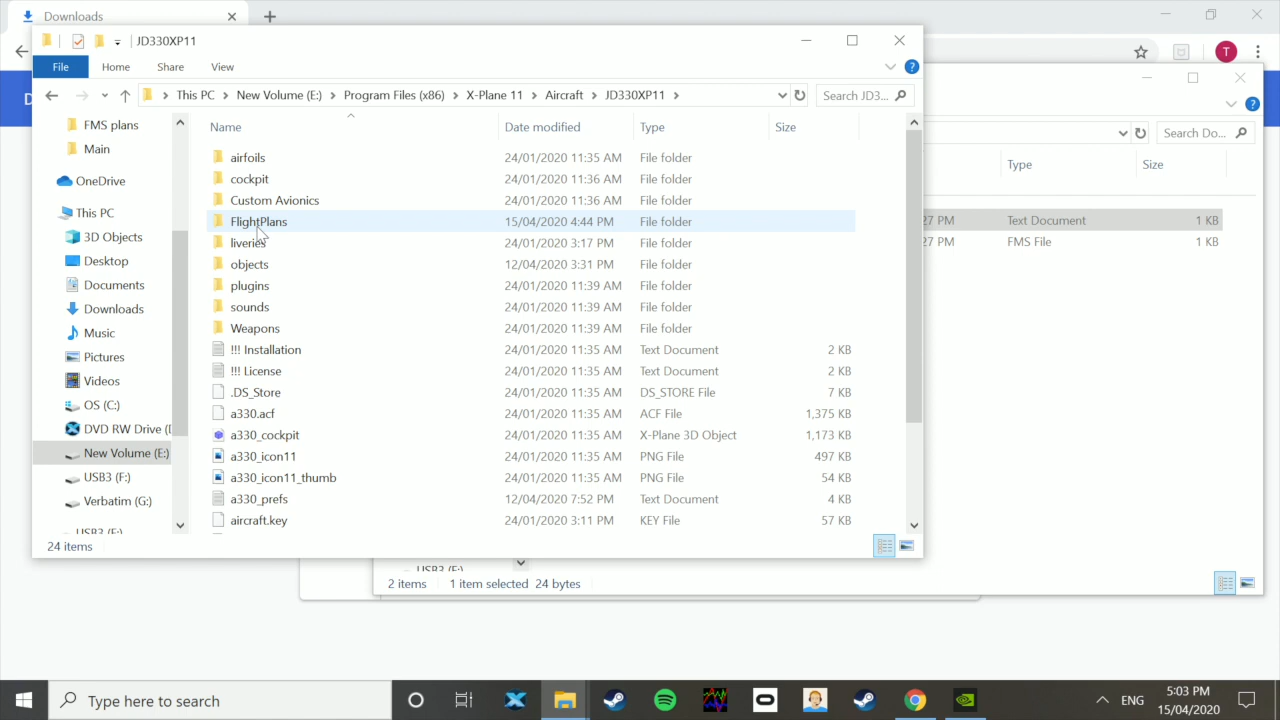 Downloads
JD330XP11
File Home Share View
This PC New Volume (E:) Program Files (x86) X-Plane 11 Aircraft JD330XP11 Search JD3...
Search Do...
Name Date modified Type Size
Type Size
FMS plans
Main
OneDrive
This PC
3D Objects
Desktop
Documents
Downloads
Music
Pictures
Videos
OS (C:)
DVD RW Drive (
New Volume (E:)
USB3 (F:)
Verbatim (G:)
USB3 (F:)
airfoils 24/01/2020 11:35 AM File folder
cockpit 24/01/2020 11:36 AM File folder
Custom Avionics 24/01/2020 11:36 AM File folder
FlightPlans 15/04/2020 4:44 PM File folder
liveries 24/01/2020 3:17 PM File folder
objects 12/04/2020 3:31 PM File folder
plugins 24/01/2020 11:39 AM File folder
sounds 24/01/2020 11:39 AM File folder
Weapons 24/01/2020 11:39 AM File folder
!!! Installation 24/01/2020 11:35 AM Text Document 2 KB
!!! License 24/01/2020 11:35 AM Text Document 2 KB
.DS_Store 24/01/2020 11:35 AM DS_STORE File 7 KB
a330.acf 24/01/2020 11:35 AM ACF File 1,375 KB
a330_cockpit 24/01/2020 11:35 AM X-Plane 3D Object 1,173 KB
a330_icon11 24/01/2020 11:35 AM PNG File 497 KB
a330_icon11_thumb 24/01/2020 11:35 AM PNG File 54 KB
a330_prefs 12/04/2020 7:52 PM Text Document 4 KB
aircraft.key 24/01/2020 3:11 PM KEY File 57 KB
27 PM Text Document 1 KB
27 PM FMS File 1 KB
24 items
USB3 (F:)
2 items 1 item selected 24 bytes
T
D
Type here to search
ENG
5:03 PM
15/04/2020